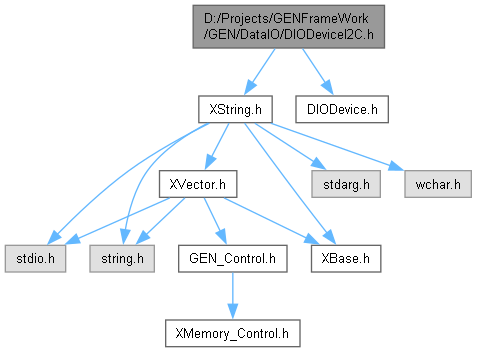 D:/Projects/GENFrameWork
/GEN/DataIO/DIODeviceI2C.h
XString.h
DIODevice.h
XVector.h
stdarg.h
wchar.h
stdio.h
string.h
GEN_Control.h
XBase.h
XMemory_Control.h